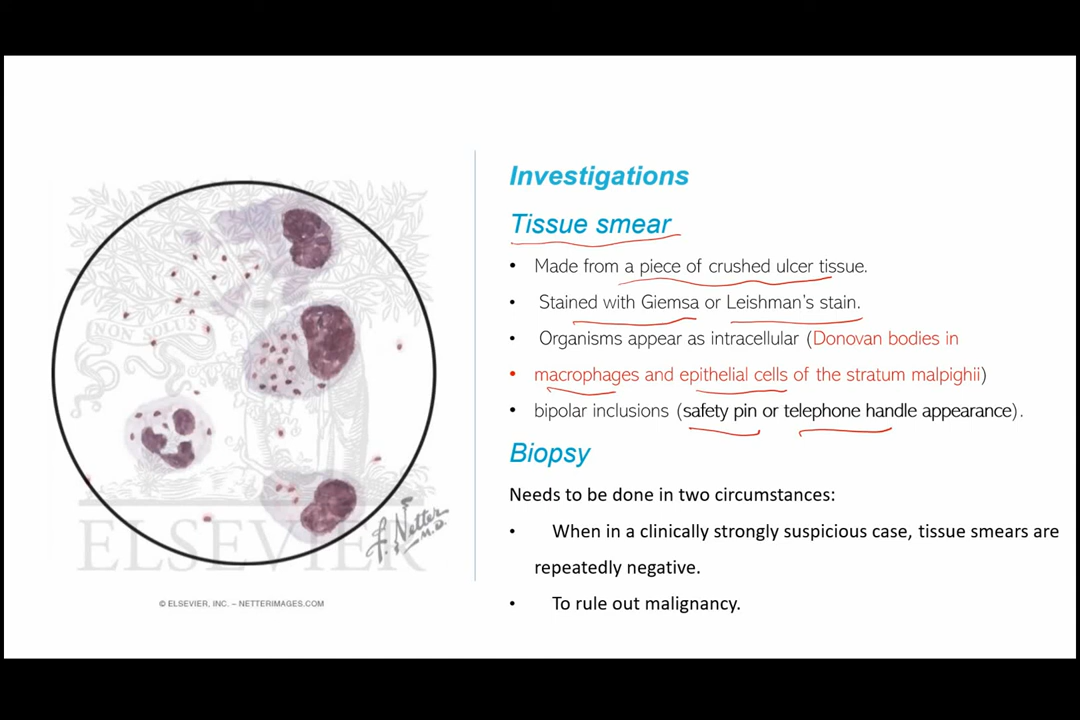 Investigations
Tissue smear
• Made from a piece of crushed ulcer tissue.
• Stained with Giemsa or Leishman's stain.
• Organisms appear as intracellular (Donovan bodies in
• macrophages and epithelial cells of the stratum malpighii)
• bipolar inclusions (safety pin or telephone handle appearance).
Biopsy
Needs to be done in two circumstances:
• When in a clinically strongly suspicious case, tissue smears are
repeatedly negative.
• To rule out malignancy.
NON SOLUS
ELSEVIER
F. Netter
M.D.
© ELSEVIER, INC. – NETTERIMAGES.COM